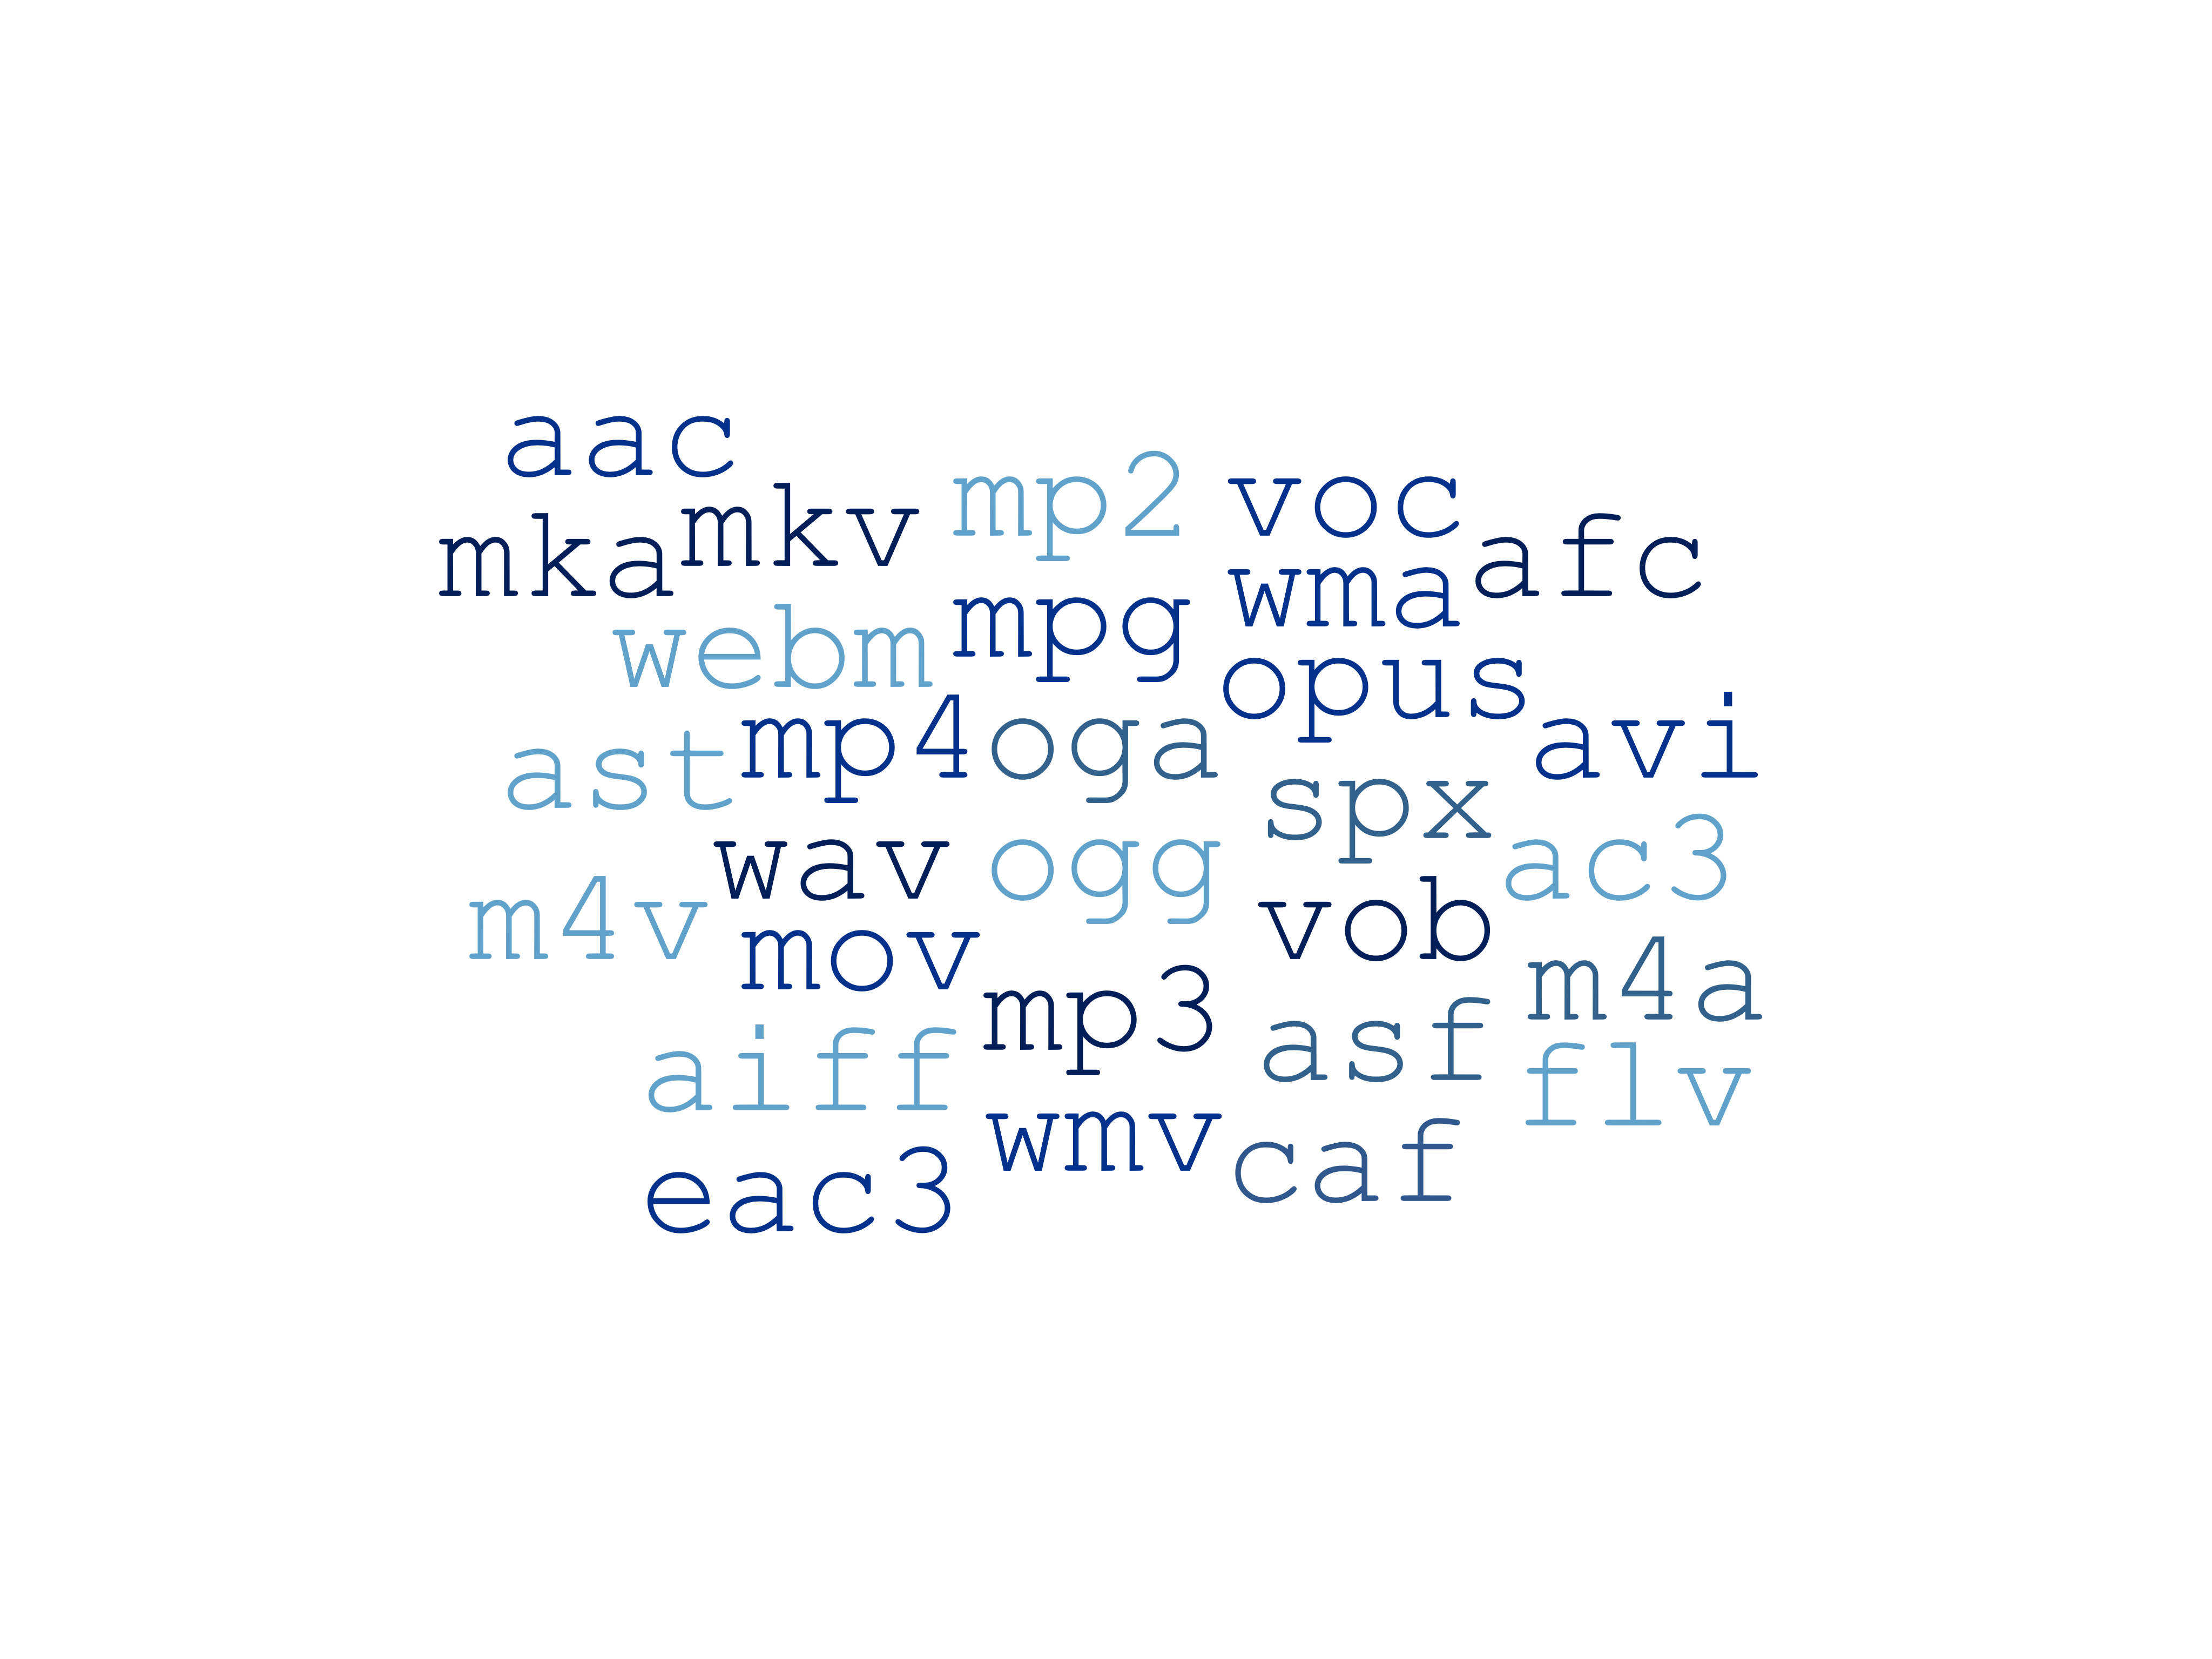 aac
mp2 voc
mka mkv afc
wma
webm mpg
opus
ast mp4 oga avi
spx
wav ogg ac3
m4v vob
mov
mp3 m4a
asf
aiff flv
wmv caf
eac3